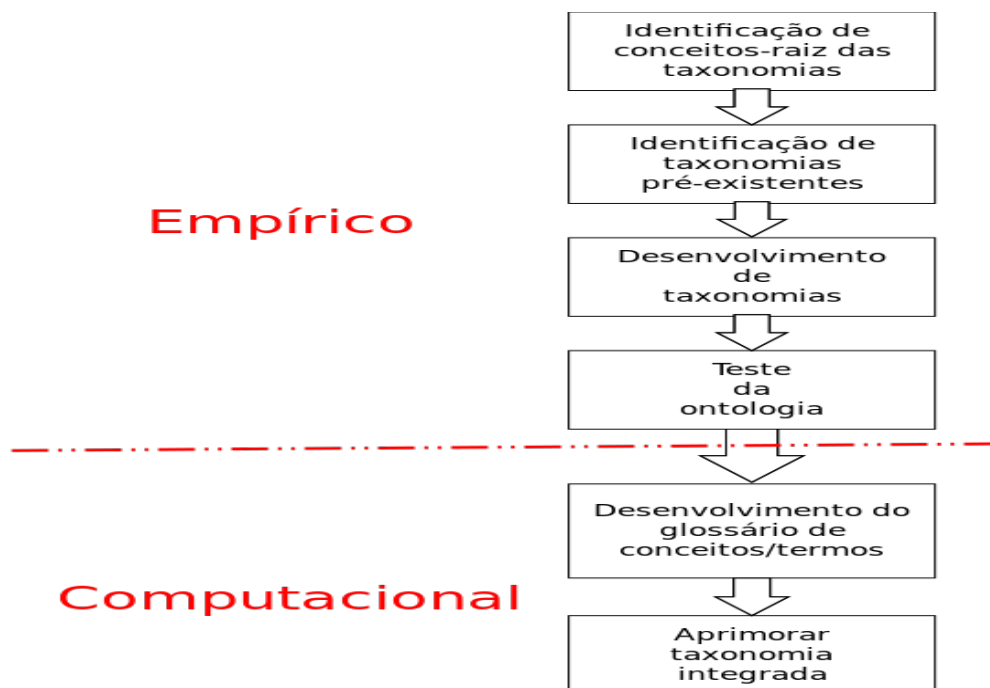 Identificação de
conceitos-raiz das
taxonomias
Identificação de
taxonomias
pré-existentes
Empírico
Desenvolvimento
de
taxonomias
Teste
da
ontologia
Desenvolvimento do
glossário de
conceitos/termos
Computacional
Aprimorar
taxonomia
integrada